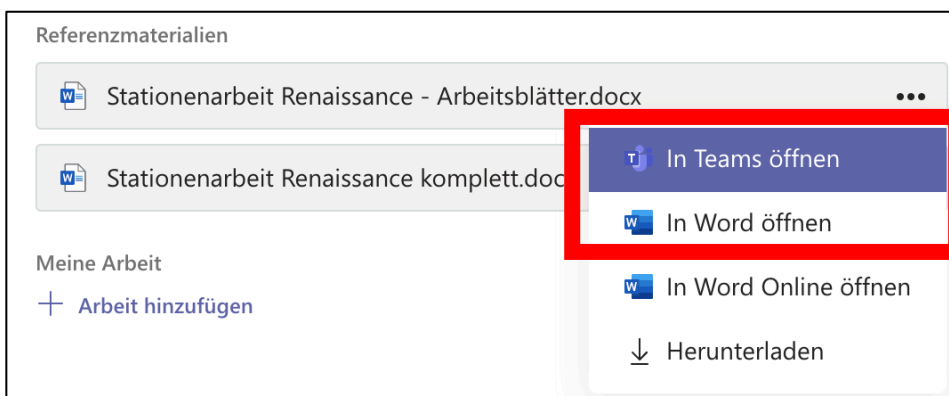 Referenzmaterialien
Stationenarbeit Renaissance - Arbeitsblätter.docx
In Teams öffnen
Stationenarbeit Renaissance komplett.doc
In Word öffnen
Meine Arbeit
Arbeit hinzufügen
In Word Online öffnen
Herunterladen